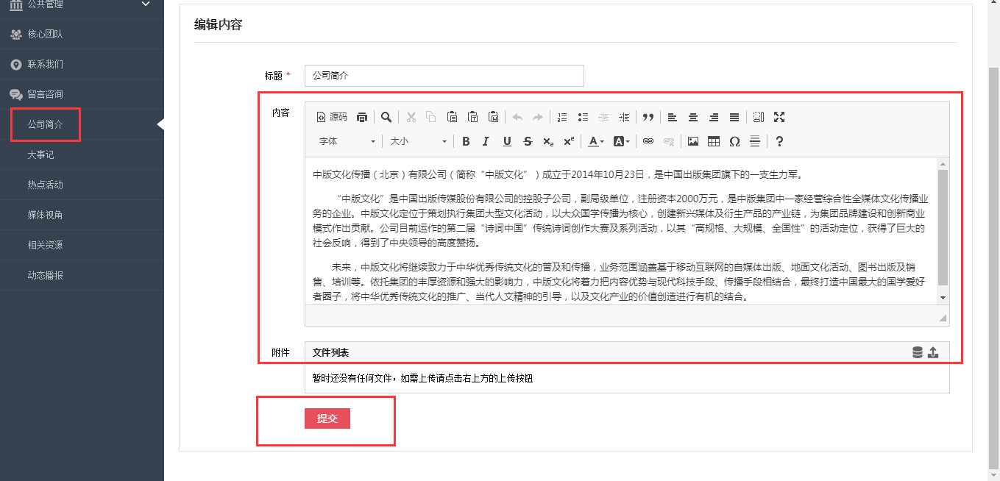 公共管理
核心团队
联系我们
留言咨询
公司简介
大事记
热点活动
媒体视角
相关资源
动态播报
编辑内容
标题 *
公司简介
内容
源码
字体
大小
B I U S x₂ x²
A A
Ω ?
中版文化传播（北京）有限公司（简称“中版文化”）成立于2014年10月23日，是中国出版集团旗下的一支生力军。
“中版文化”是中国出版传媒股份有限公司的控股子公司，副局级单位，注册资本2000万元，是中版集团中一家经营综合性全媒体文化传播业
务的企业。中版文化定位于策划执行集团大型文化活动，以大众国学传播为核心，创建新兴媒体及衍生产品的产业链，为集团品牌建设和创新商业
模式作出贡献。公司目前运作的第二届“诗词中国”传统诗词创作大赛及系列活动，以其“高规格、大规模、全国性”的活动定位，获得了巨大的
社会反响，得到了中央领导的高度赞扬。
未来，中版文化将继续致力于中华优秀传统文化的普及和传播，业务范围涵盖基于移动互联网的自媒体出版、地面文化活动、图书出版及销
售、培训等。依托集团的丰厚资源和强大的影响力，中版文化将着力把内容优势与现代科技手段、传播手段相结合，最终打造中国最大的国学爱好
者圈子，将中华优秀传统文化的推广、当代人文精神的引导，以及文化产业的价值创造进行有机的结合。
附件
文件列表
暂时还没有任何文件，如需上传请点击右上方的上传按钮
提交